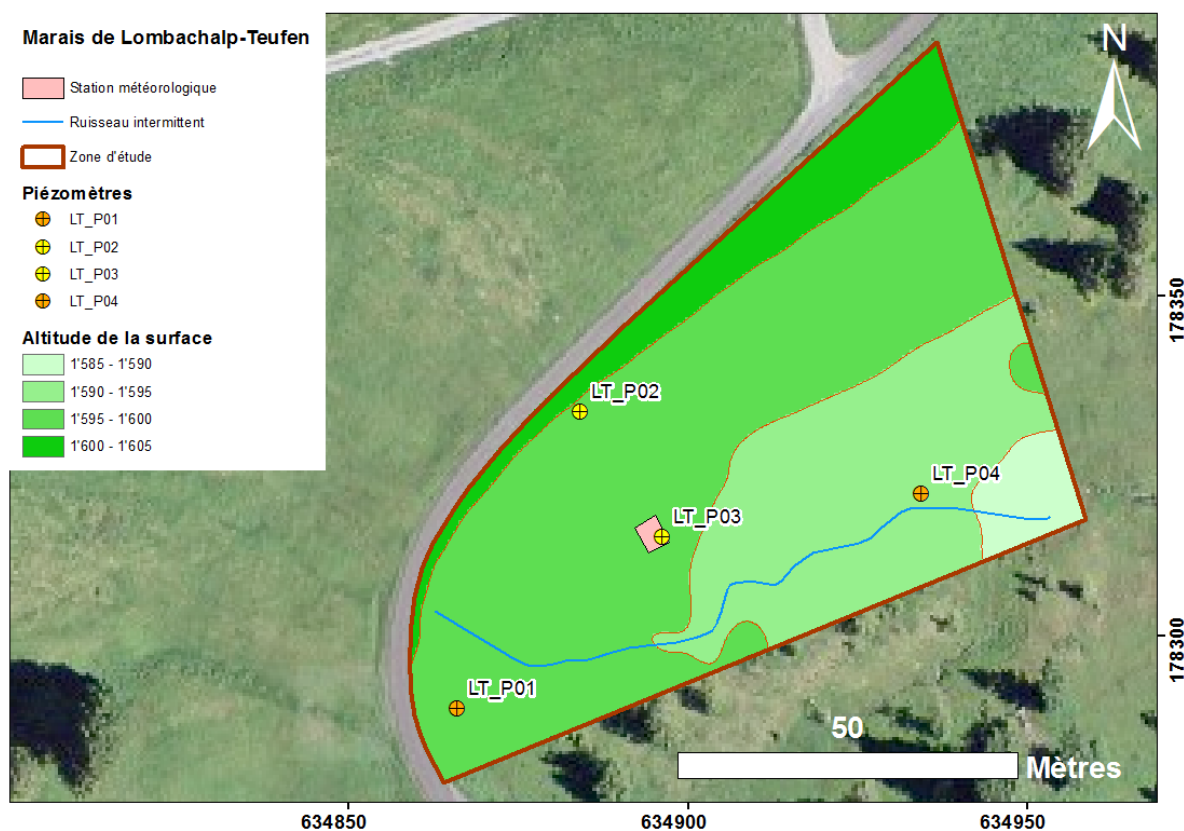 Marais de Lombachalp-Teufen
Station météorologique
Ruisseau intermittent
Zone d'étude
Piézomètres
LT_P01
LT_P02
LT_P03
LT_P04
Altitude de la surface
1'585 - 1'590
1'590 - 1'595
1'595 - 1'600
1'600 - 1'605
N
178350
LT_P02
LT_P04
LT_P03
178300
LT_P01
50
Mètres
634850
634900
634950